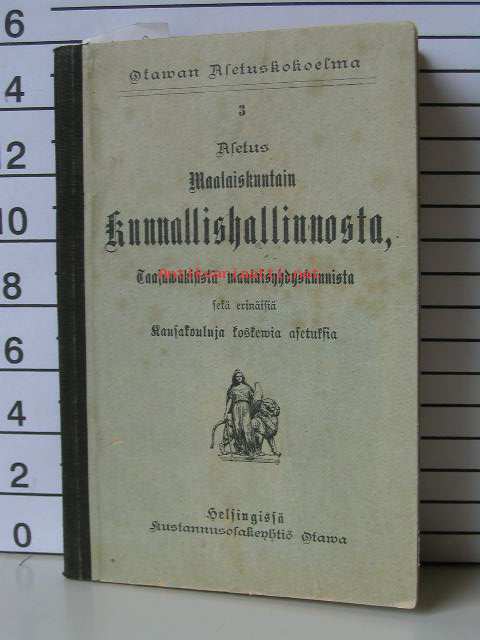 Otawan Asetuskokoelma
3
Asetus
Maalaiskuntain
Kunnallishallinnosta,
Taajawäkisistä maalaisyhdyskunnista
sekä erinäisiä
Kansakouluja koskewia asetuksia
Helsingissä
Kustannusosakeyhtiö Otawa
6
4
12
10
8
6
4
2
0